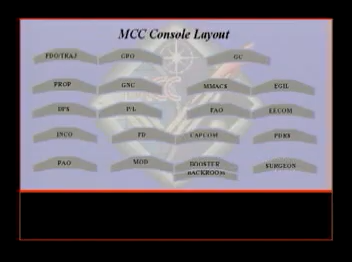 MCC Console Layout
FDO/TRAJ GPO GC
PROP GNC MMACS EGIL
DPS P/L FAO EECOM
INCO FD CAPCOM PDRS
PAO MOD BOOSTER SURGEON
BACKROOM